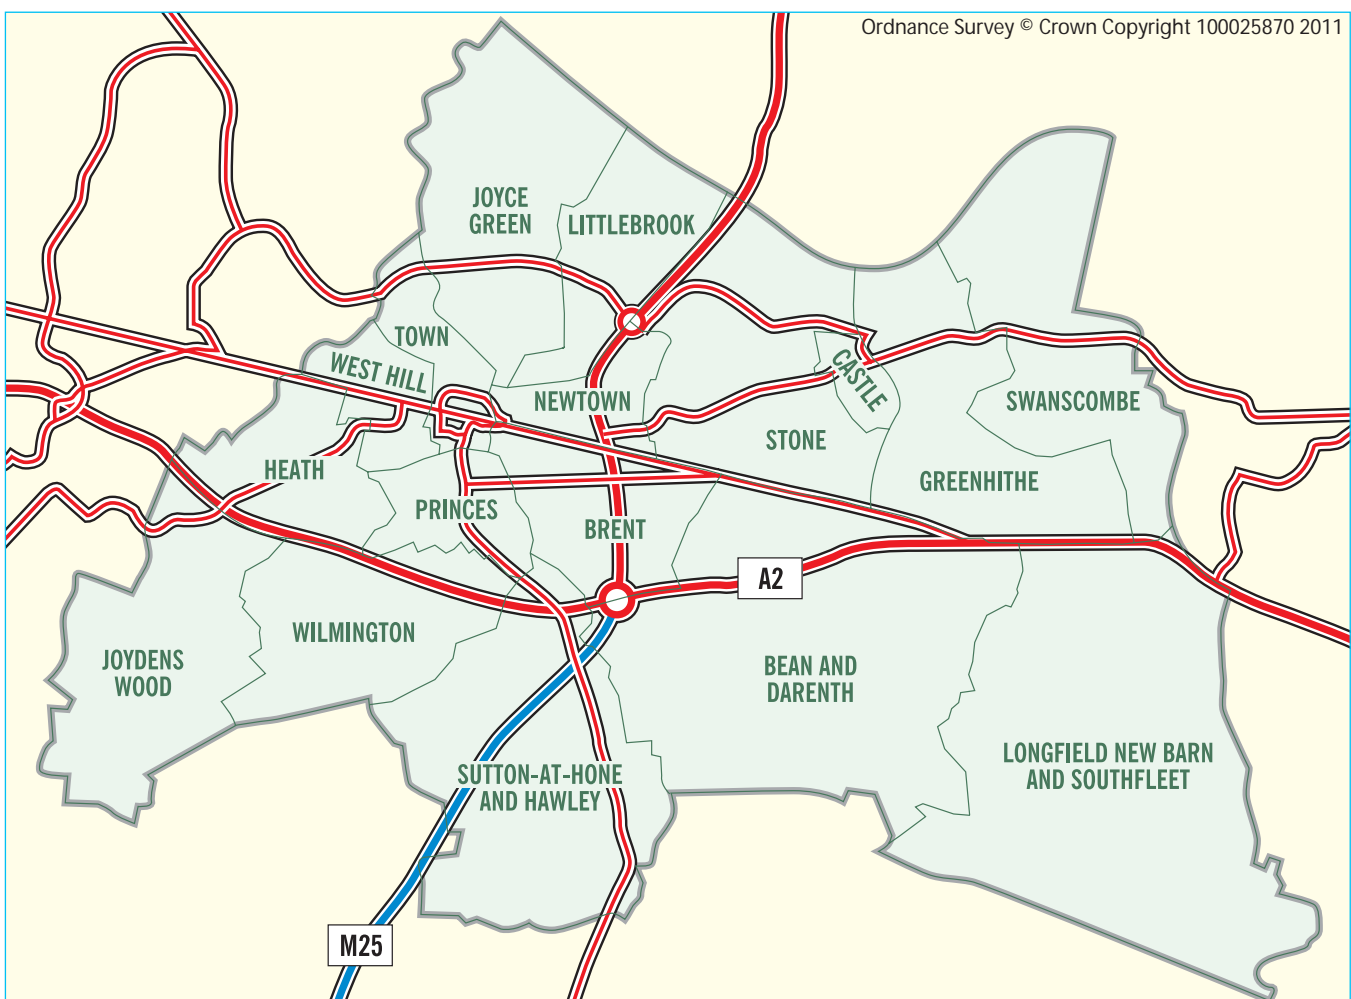 Ordnance Survey © Crown Copyright 100025870 2011
JOYCE
GREEN
LITTLEBROOK
TOWN
WEST HILL
CASTLE
NEWTOWN
SWANSCOMBE
STONE
HEATH
GREENHITHE
PRINCES
BRENT
A2
WILMINGTON
JOYDENS
WOOD
BEAN AND
DARENTH
LONGFIELD NEW BARN
AND SOUTHFLEET
SUTTON-AT-HONE
AND HAWLEY
M25